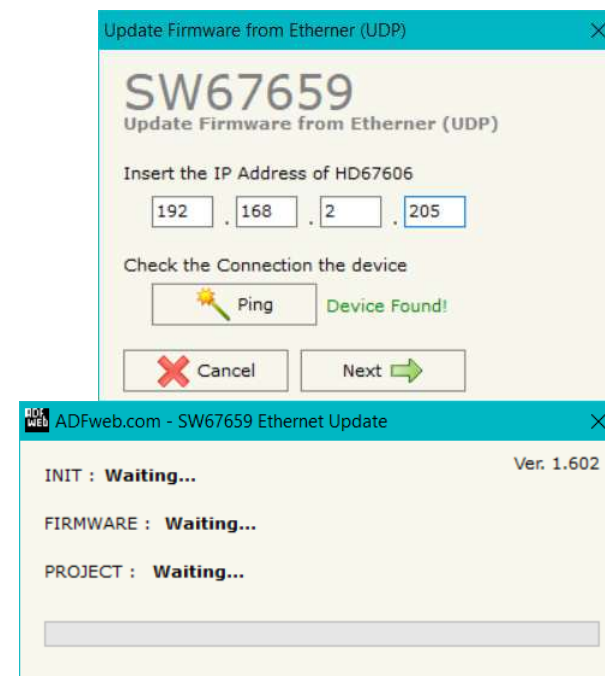 Update Firmware from Etherner (UDP)
SW67659
Update Firmware from Etherner (UDP)
Insert the IP Address of HD67606
192 . 168 . 2 . 205
Check the Connection the device
Ping Device Found!
Cancel Next
ADF web ADFweb.com - SW67659 Ethernet Update
Ver. 1.602
INIT : Waiting...
FIRMWARE : Waiting...
PROJECT : Waiting...